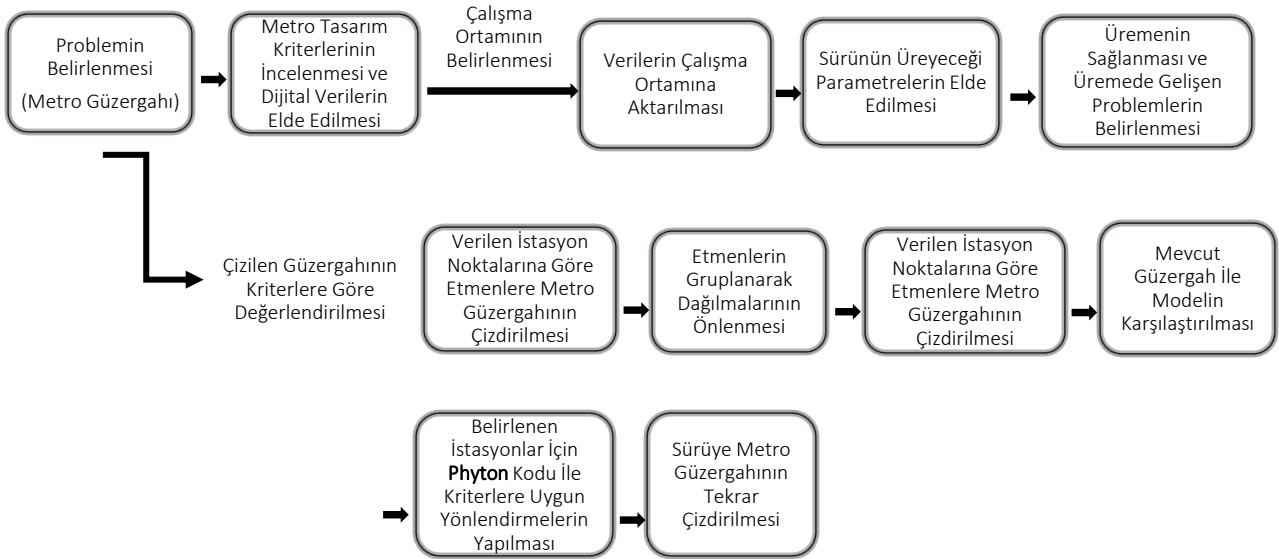 Problemin
Belirlenmesi
(Metro Güzergahı)
Metro Tasarım
Kriterlerinin
İncelenmesi ve
Dijital Verilerin
Elde Edilmesi
Çalışma
Ortamının
Belirlenmesi
Verilerin Çalışma
Ortamına
Aktarılması
Sürünün Üreyeceği
Parametrelerin Elde
Edilmesi
Üremenin
Sağlanması ve
Üremede Gelişen
Problemlerin
Belirlenmesi
Çizilen Güzergahının
Kriterlere Göre
Değerlendirilmesi
Verilen İstasyon
Noktalarına Göre
Etmenlere Metro
Güzergahının
Çizdirilmesi
Etmenlerin
Gruplanarak
Dağılmalarının
Önlenmesi
Verilen İstasyon
Noktalarına Göre
Etmenlere Metro
Güzergahının
Çizdirilmesi
Mevcut
Güzergah İle
Modelin
Karşılaştırılması
Belirlenen
İstasyonlar İçin
Phyton Kodu İle
Kriterlere Uygun
Yönlendirmelerin
Yapılması
Sürüye Metro
Güzergahının
Tekrar
Çizdirilmesi